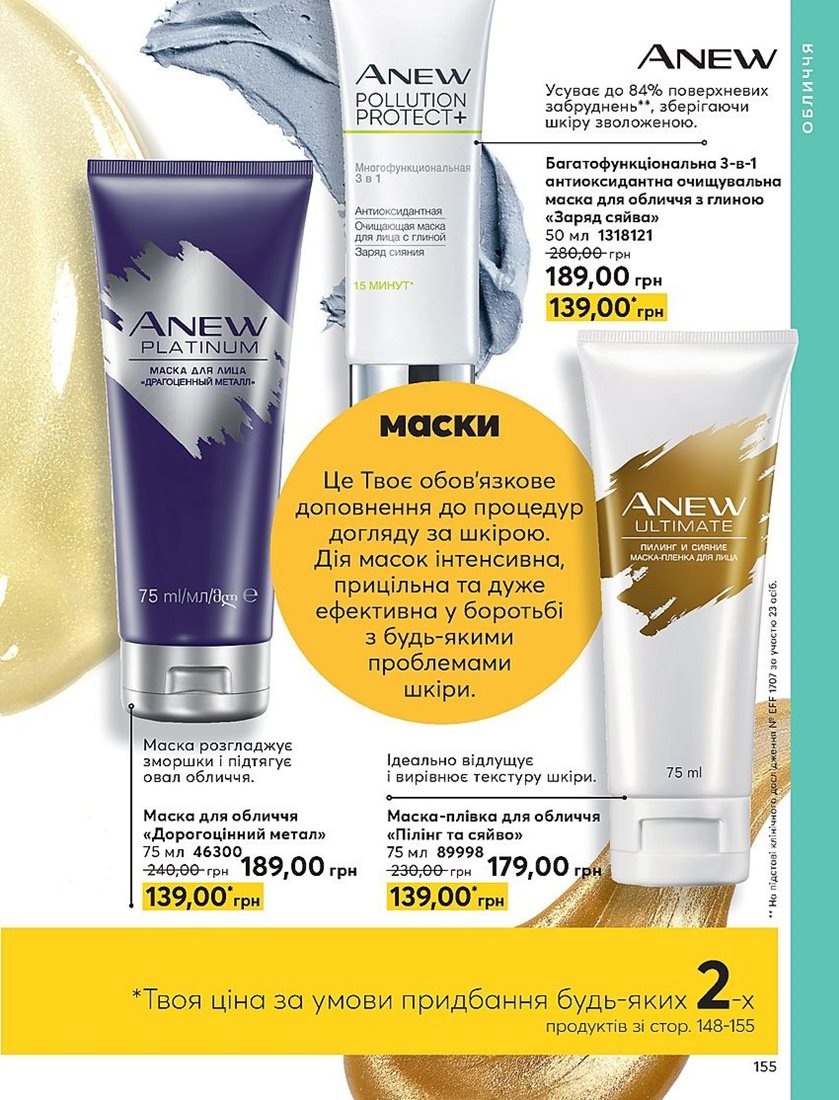 ANEW
ОБЛИЧЧЯ
Усуває до 84% поверхневих
забруднень**, зберігаючи
шкіру зволоженою.
Багатофункціональна 3-в-1
антиоксидантна очищувальна
маска для обличчя з глиною
«Заряд сяйва»
50 мл 1318121
280,00 грн
189,00 грн
139,00* грн
ANEW
POLLUTION
PROTECT+
Многофункциональная
3 в 1
Антиоксидантная
Очищающая маска
для лица с глиной
Заряд сияния
15 МИНУТ*
ANEW
PLATINUM
МАСКА ДЛЯ ЛИЦА
«ДРАГОЦЕННЫЙ МЕТАЛЛ»
75 ml/мл/მლ e
маски
Це Твоє обов'язкове
доповнення до процедур
догляду за шкірою.
Дія масок інтенсивна,
прицільна та дуже
ефективна у боротьбі
з будь-якими
проблемами
шкіри.
ANEW
ULTIMATE
ПИЛИНГ И СИЯНИЕ
МАСКА-ПЛЕНКА ДЛЯ ЛИЦА
75 ml
** На підстові клінічного дослідження № EFF 1707 за участю 23 осіб.
Маска розгладжує
зморшки і підтягує
овал обличчя.
Маска для обличчя
«Дорогоцінний метал»
75 мл 46300
240,00 грн 189,00 грн
139,00* грн
Ідеально відлущує
і вирівнює текстуру шкіри.
Маска-плівка для обличчя
«Пілінг та сяйво»
75 мл 89998
230,00 грн 179,00 грн
139,00* грн
*Твоя ціна за умови придбання будь-яких 2-х
продуктів зі стор. 148-155
155